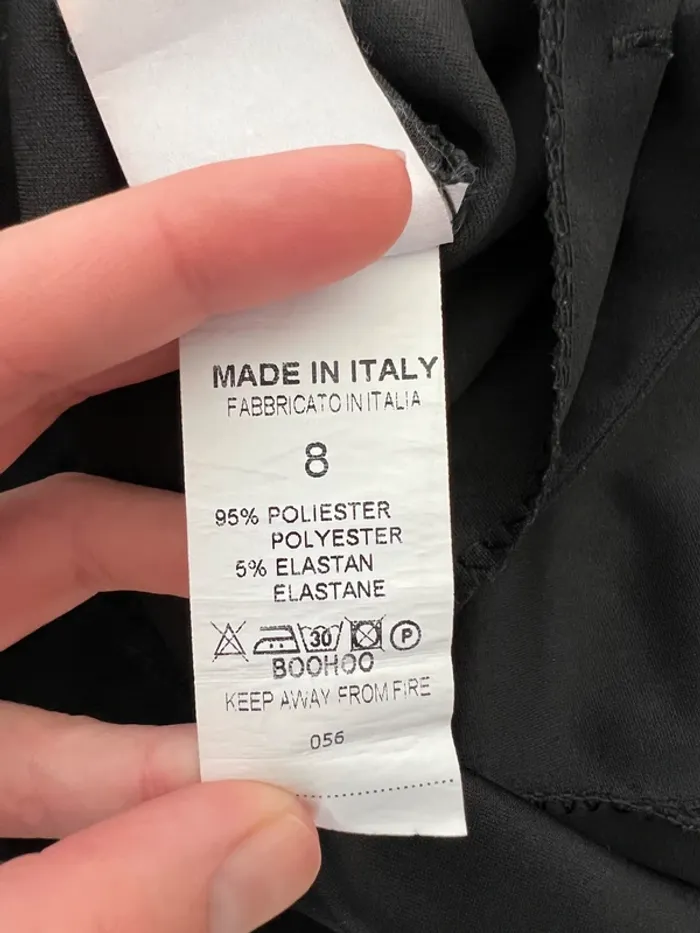 MADE IN ITALY
FABBRICATO IN ITALIA
8
95% POLIESTER
POLYESTER
5% ELASTAN
ELASTANE
30 P
BOOHOO
KEEP AWAY FROM FIRE
056